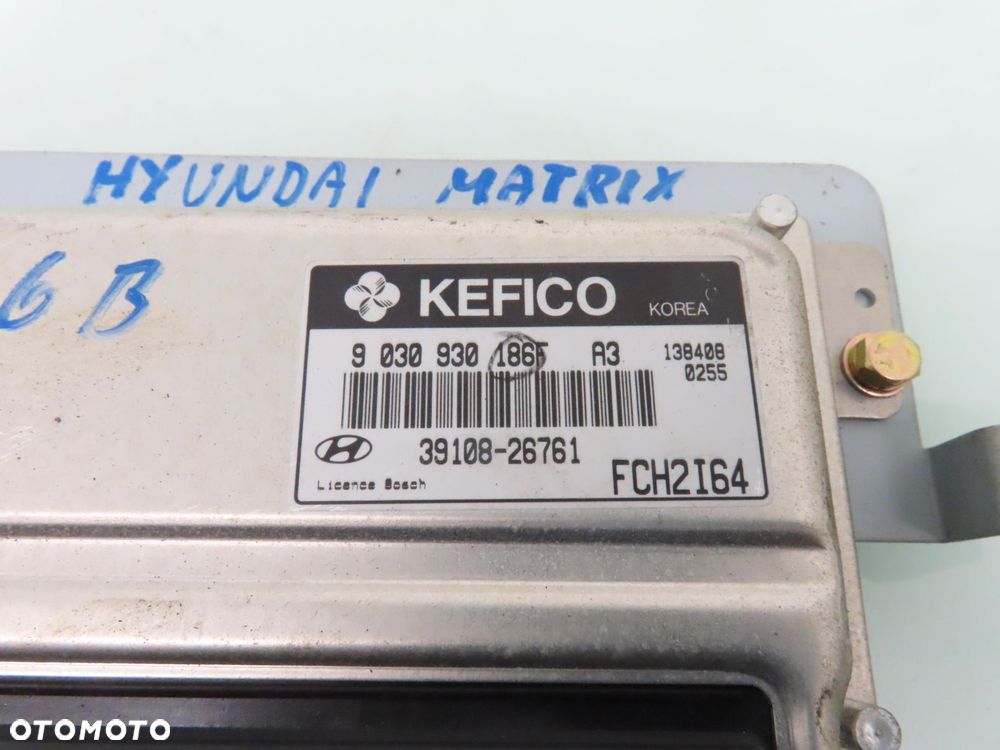 HYUNDAI MATRIX
6 B
KEFICO KOREA
9 030 930 186F A3 138408
0255
39108-26761
Licence Bosch FCH2I64
OTOMOTO